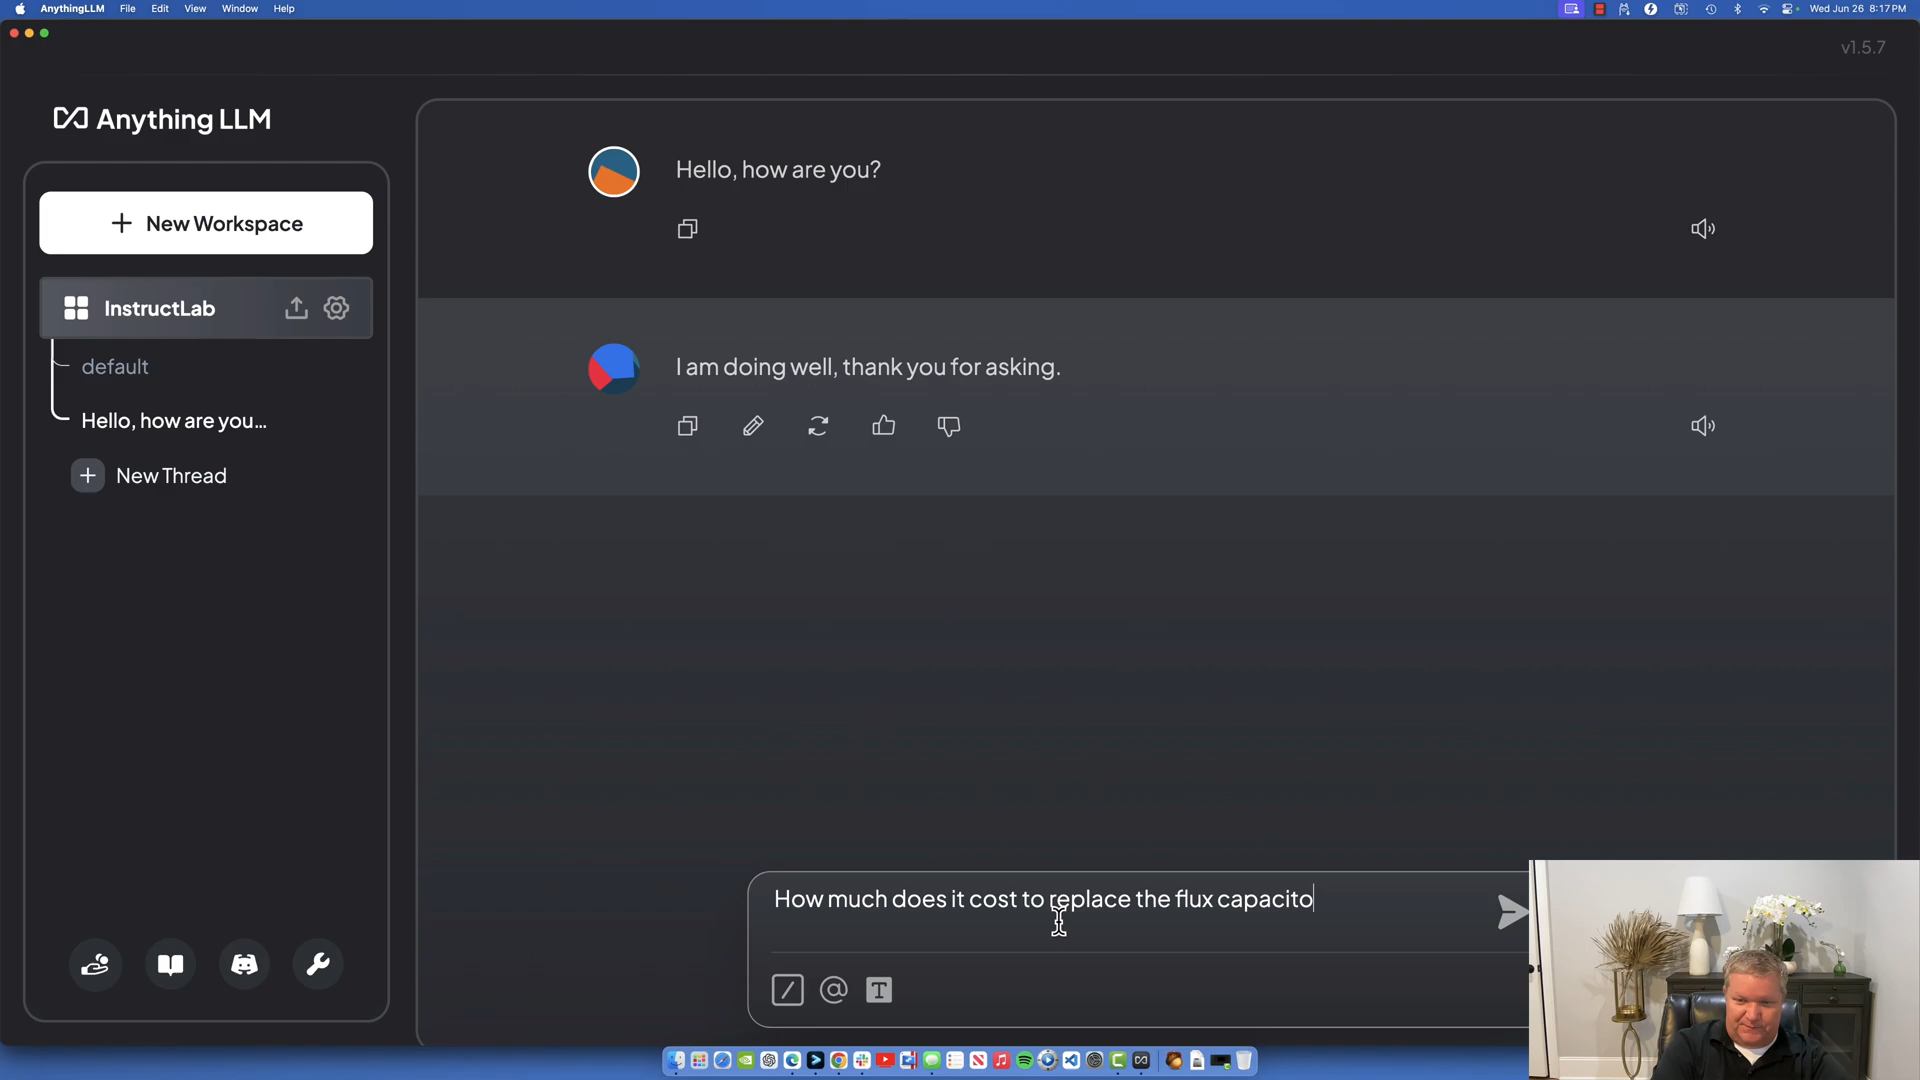 AnythingLLM File Edit View Window Help
Wed Jun 26 8:17 PM
v1.5.7
Anything LLM
New Workspace
InstructLab
default
Hello, how are you...
New Thread
Hello, how are you?
I am doing well, thank you for asking.
How much does it cost to replace the flux capacito